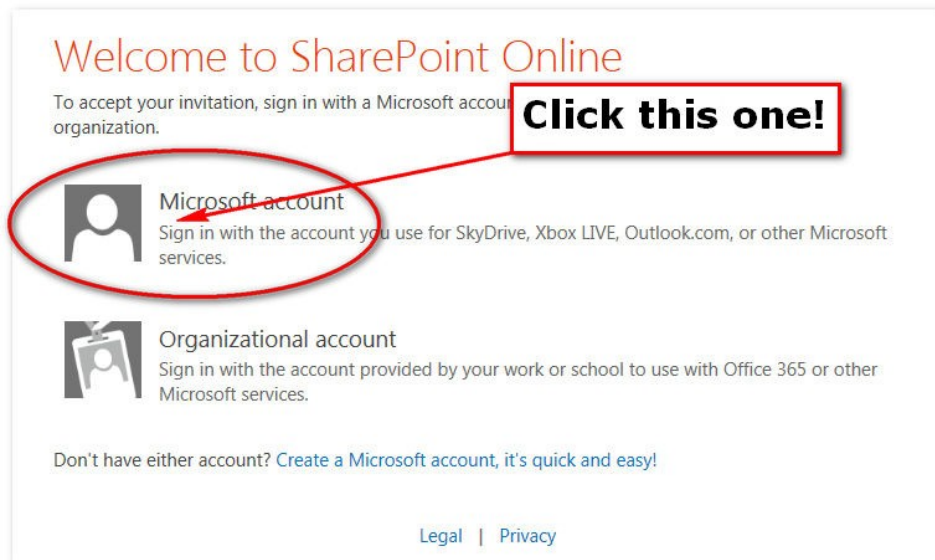 Welcome to SharePoint Online
To accept your invitation, sign in with a Microsoft
organization.
Click this one!
Microsoft account
Sign in with the account you use for SkyDrive, Xbox LIVE, Outlook.com, or other Microsoft
services.
Organizational account
Sign in with the account provided by your work or school to use with Office 365 or other
Microsoft services.
Don't have either account? Create a Microsoft account, it's quick and easy!
Legal | Privacy